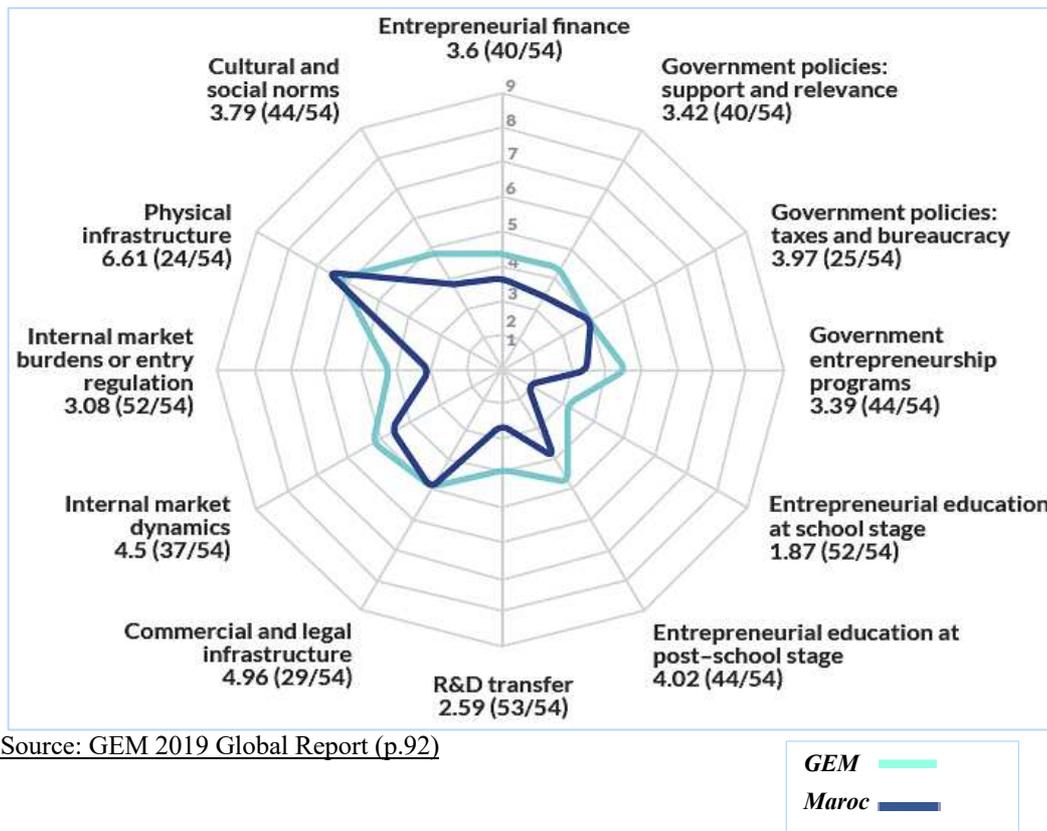 Entrepreneurial finance
3.6 (40/54)
Cultural and
social norms
3.79 (44/54)
Government policies:
support and relevance
3.42 (40/54)
9
8
7
6
5
4
3
2
1
Physical
infrastructure
6.61 (24/54)
Government policies:
taxes and bureaucracy
3.97 (25/54)
Internal market
burdens or entry
regulation
3.08 (52/54)
Government
entrepreneurship
programs
3.39 (44/54)
Internal market
dynamics
4.5 (37/54)
Entrepreneurial education
at school stage
1.87 (52/54)
Commercial and legal
infrastructure
4.96 (29/54)
R&D transfer
2.59 (53/54)
Entrepreneurial education at
post-school stage
4.02 (44/54)
Source: GEM 2019 Global Report (p.92)
GEM
Maroc